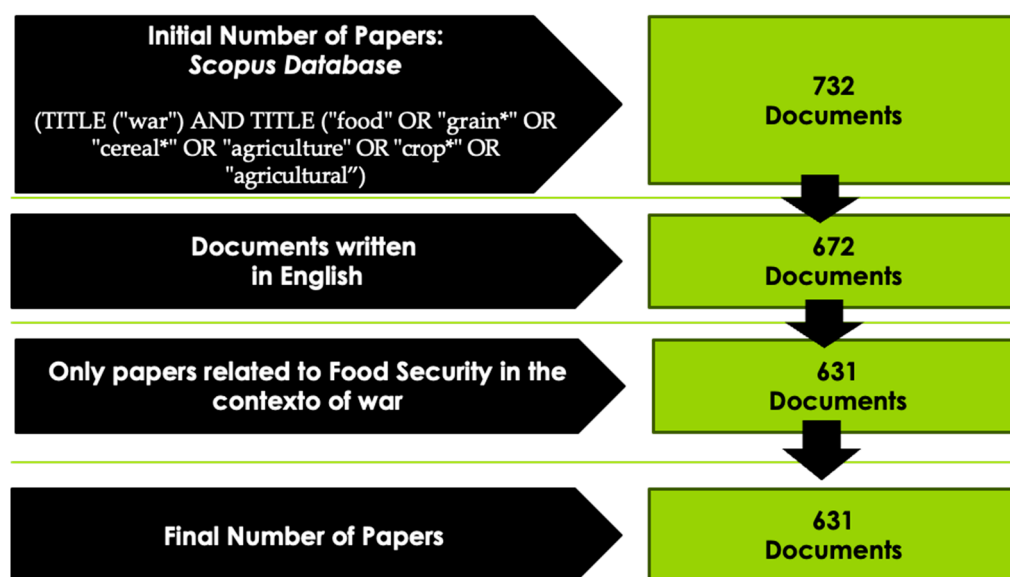 Initial Number of Papers:
Scopus Database
(TITLE ("war") AND TITLE ("food" OR "grain*" OR
"cereal*" OR "agriculture" OR "crop*" OR
"agricultural”)
732
Documents
Documents written
in English
672
Documents
Only papers related to Food Security in the
contexto of war
631
Documents
Final Number of Papers
631
Documents